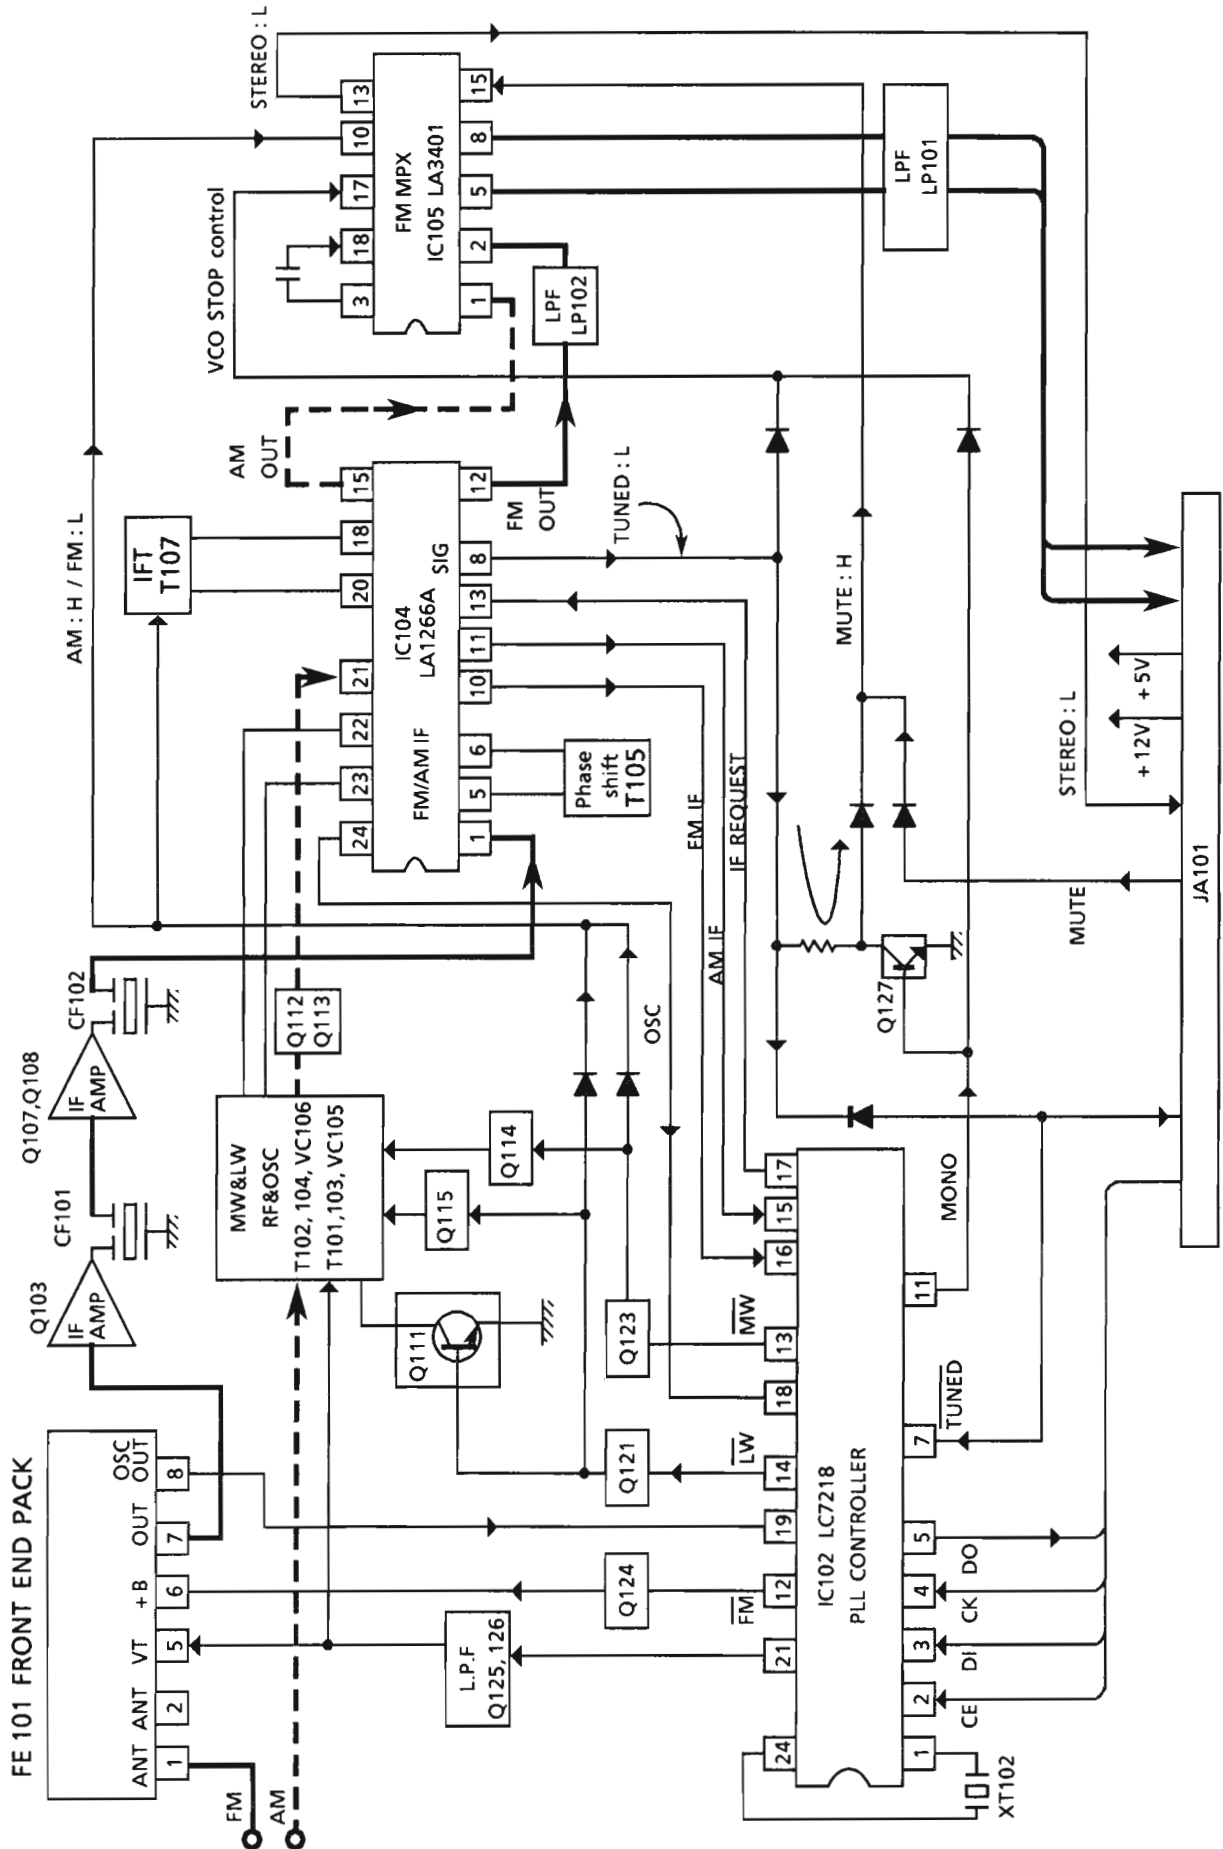 FE 101 FRONT END PACK
ANT
ANT
VT
+B
OUT
OSC
OUT
1
2
5
6
7
8
FM
AM
Q103
IF
AMP
CF101
Q107,Q108
IF
AMP
CF102
AM : H / FM : L
IFT
T107
STEREO : L
VCO STOP control
MW&LW
RF&OSC
T102, 104, VC106
T101,103, VC105
Q112
Q113
24
23
22
21
20
18
15
AM
OUT
FM/AM IF
IC104
LA1266A
SIG
1
5
6
10
11
13
8
12
FM
OUT
Phase
shift
T105
3
18
17
10
13
FM MPX
IC105 LA3401
1
2
5
8
15
LPF
LP102
LPF
LP101
TUNED : L
MUTE : H
Q111
Q115
Q114
L.P.F
Q125, 126
Q124
Q121
Q123
OSC
FM IF
AM IF
IF REQUEST
24
21
12
FM
19
14
LW
18
13
MW
16
15
17
IC102 LC7218
PLL CONTROLLER
1
2
3
4
5
7
11
XT102
CE
DI
CK
DO
TUNED
MONO
Q127
MUTE
STEREO : L
+12V
+5V
JA101